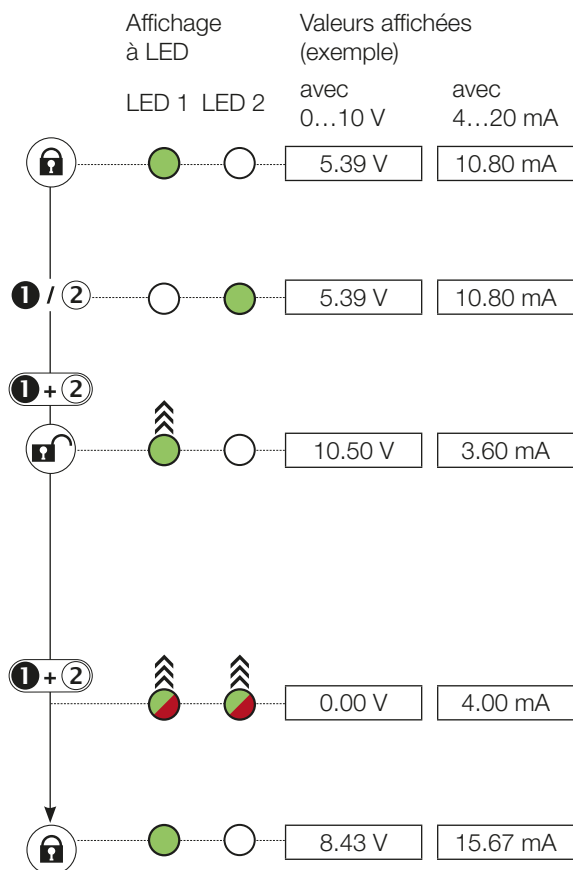 Affichage à LED
Valeurs affichées (exemple)
LED 1 LED 2
avec 0...10 V
avec 4...20 mA
5.39 V 10.80 mA
1 / 2 5.39 V 10.80 mA
1 + 2
10.50 V 3.60 mA
1 + 2
0.00 V 4.00 mA
8.43 V 15.67 mA